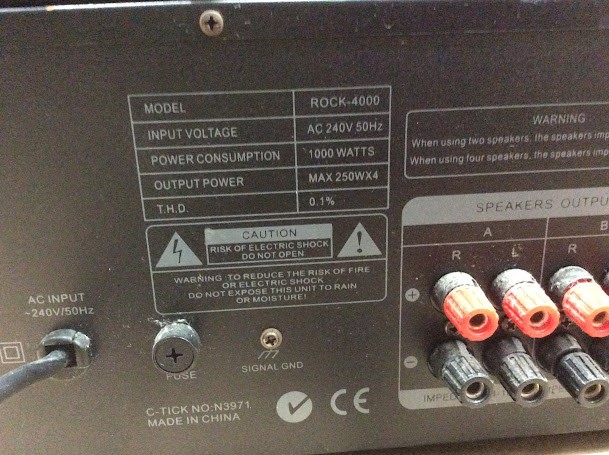 MODEL ROCK-4000
INPUT VOLTAGE AC 240V 50Hz
POWER CONSUMPTION 1000 WATTS
OUTPUT POWER MAX 250WX4
T.H.D. 0.1%
CAUTION
RISK OF ELECTRIC SHOCK
DO NOT OPEN
WARNING: TO REDUCE THE RISK OF FIRE
OR ELECTRIC SHOCK
DO NOT EXPOSE THIS UNIT TO RAIN
OR MOISTURE!
WARNING
When using two speakers, the speakers imp
When using four speakers, the speakers imp
SPEAKERS OUTPU
A B
R L R
+
−
AC INPUT
~240V/50Hz
FUSE
SIGNAL GND
C-TICK NO:N3971.
MADE IN CHINA
CE